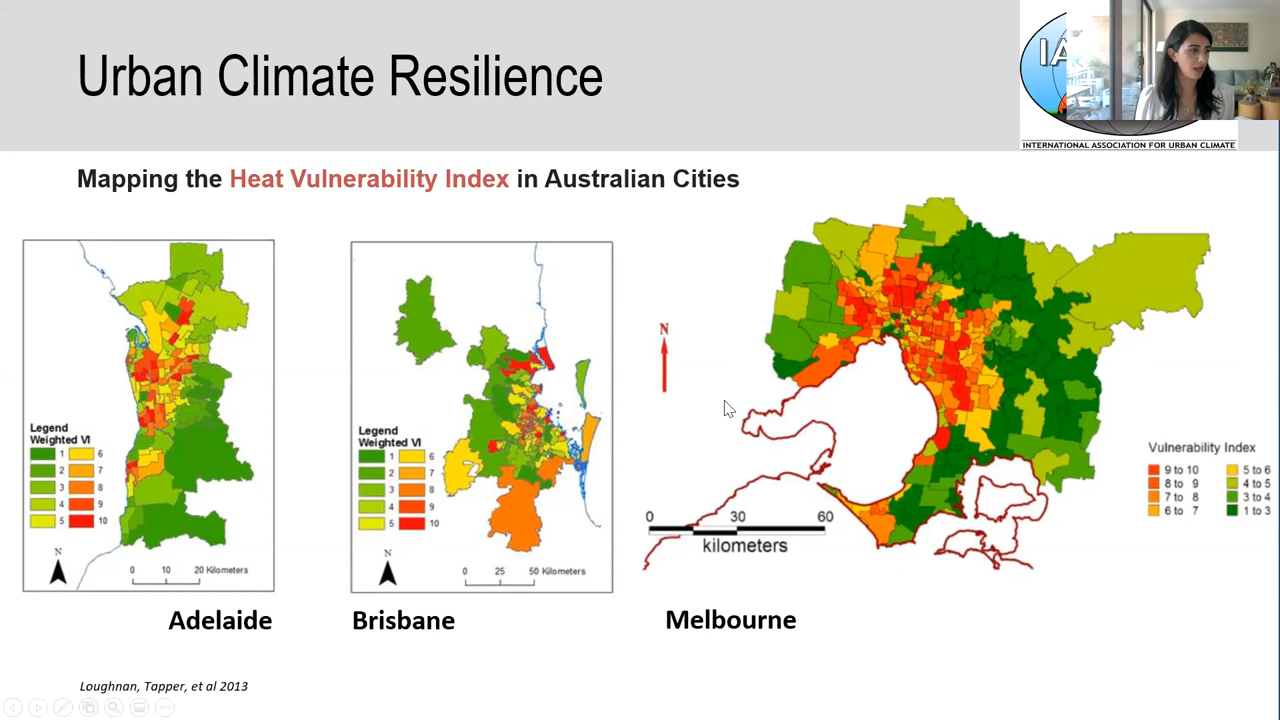 Urban Climate Resilience
IA
INTERNATIONAL ASSOCIATION FOR URBAN CLIMATE
Mapping the Heat Vulnerability Index in Australian Cities
Legend
Weighted VI
1 6
2 7
3 8
4 9
5 10
N
0 10 20 Kilometers
Legend
Weighted VI
1 6
2 7
3 8
4 9
5 10
N
0 25 50 Kilometers
N
0 30 60
kilometers
Vulnerability Index
9 to 10 5 to 6
8 to 9 4 to 5
7 to 8 3 to 4
6 to 7 1 to 3
Adelaide
Brisbane
Melbourne
Loughnan, Tapper, et al 2013